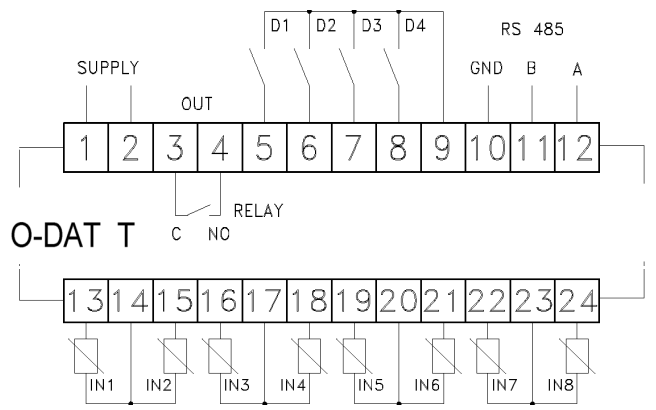 D1 D2 D3 D4
RS 485
SUPPLY
GND B A
OUT
1 2 3 4 5 6 7 8 9 10 11 12
RELAY
C NO
O-DAT T
13 14 15 16 17 18 19 20 21 22 23 24
IN1 IN2 IN3 IN4 IN5 IN6 IN7 IN8